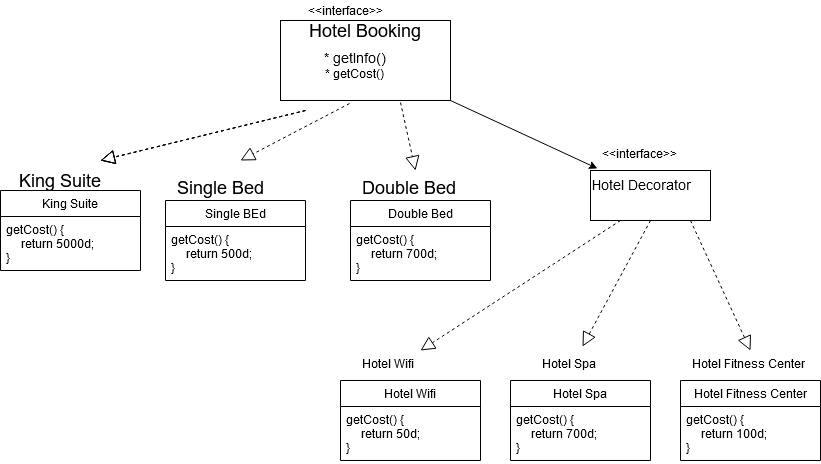 <<interface>>
Hotel Booking
* getInfo()
* getCost()
<<interface>>
Hotel Decorator
King Suite
King Suite
getCost() {
return 5000d;
}
Single Bed
Single BEd
getCost() {
return 500d;
}
Double Bed
Double Bed
getCost() {
return 700d;
}
Hotel Wifi
Hotel Wifi
getCost() {
return 50d;
}
Hotel Spa
Hotel Spa
getCost() {
return 700d;
}
Hotel Fitness Center
Hotel Fitness Center
getCost() {
return 100d;
}